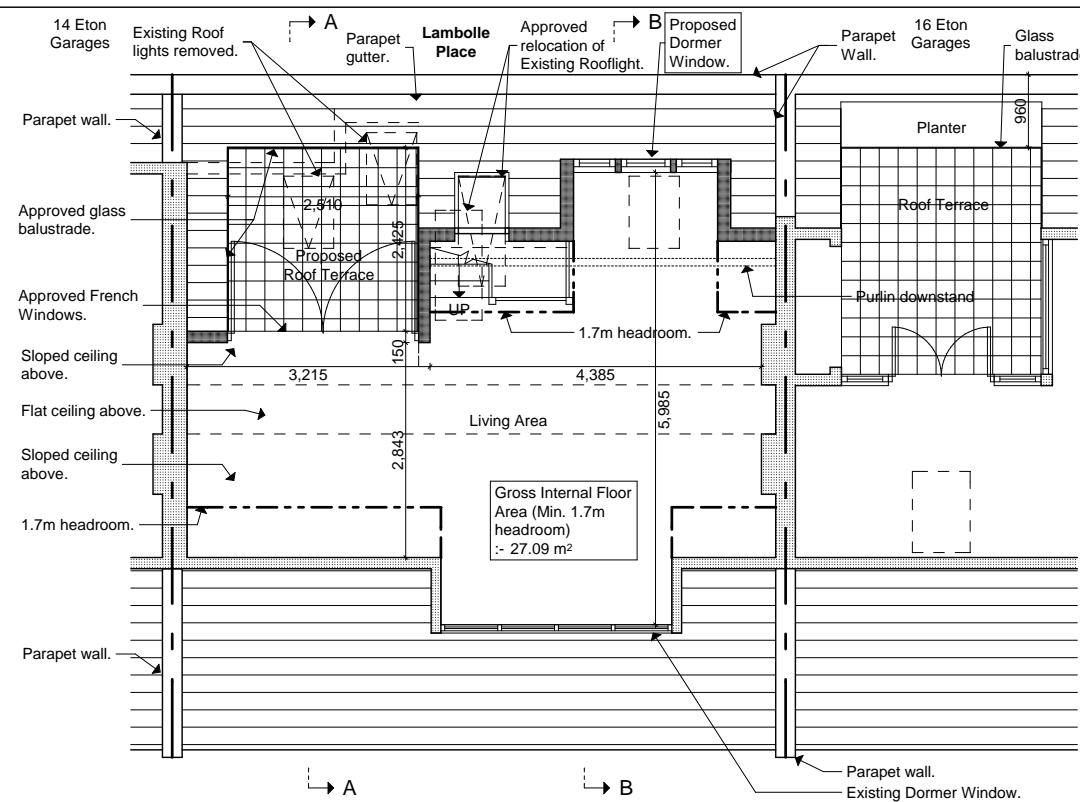 14 Eton
Garages
Existing Roof
lights removed.
A
Parapet
gutter.
Lambolle
Place
Approved
relocation of
Existing Rooflight.
B
Proposed
Dormer
Window.
Parapet
Wall.
16 Eton
Garages
Glass
balustrade
Parapet wall.
960
Planter
Approved glass
balustrade.
2,510
2,425
Proposed
Roof Terrace
Roof Terrace
Approved French
Windows.
UP
Purlin downstand
1.7m headroom.
Sloped ceiling
above.
150
3,215
4,385
5,985
Flat ceiling above.
Living Area
2,843
Sloped ceiling
above.
Gross Internal Floor
Area (Min. 1.7m
headroom)
:- 27.09 m²
1.7m headroom.
Parapet wall.
Parapet wall.
Existing Dormer Window.
A
B